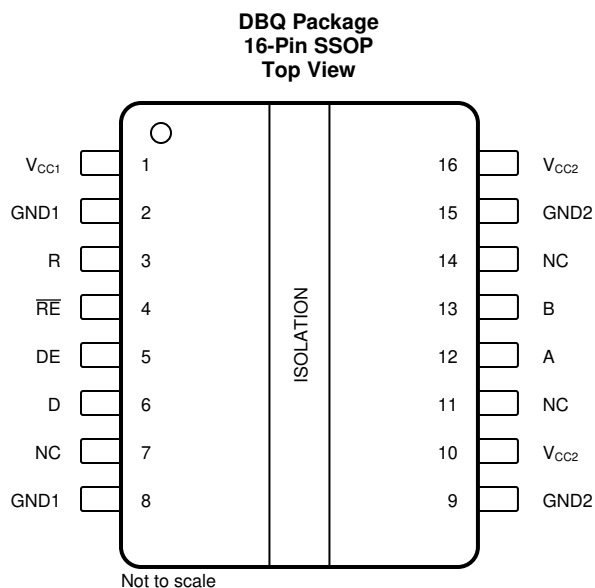 DBQ Package
16-Pin SSOP
Top View
VCC1 1 16 VCC2
GND1 2 15 GND2
R 3 14 NC
R̅E̅ 4 13 B
DE 5 12 A
D 6 11 NC
NC 7 10 VCC2
GND1 8 9 GND2
ISOLATION
Not to scale